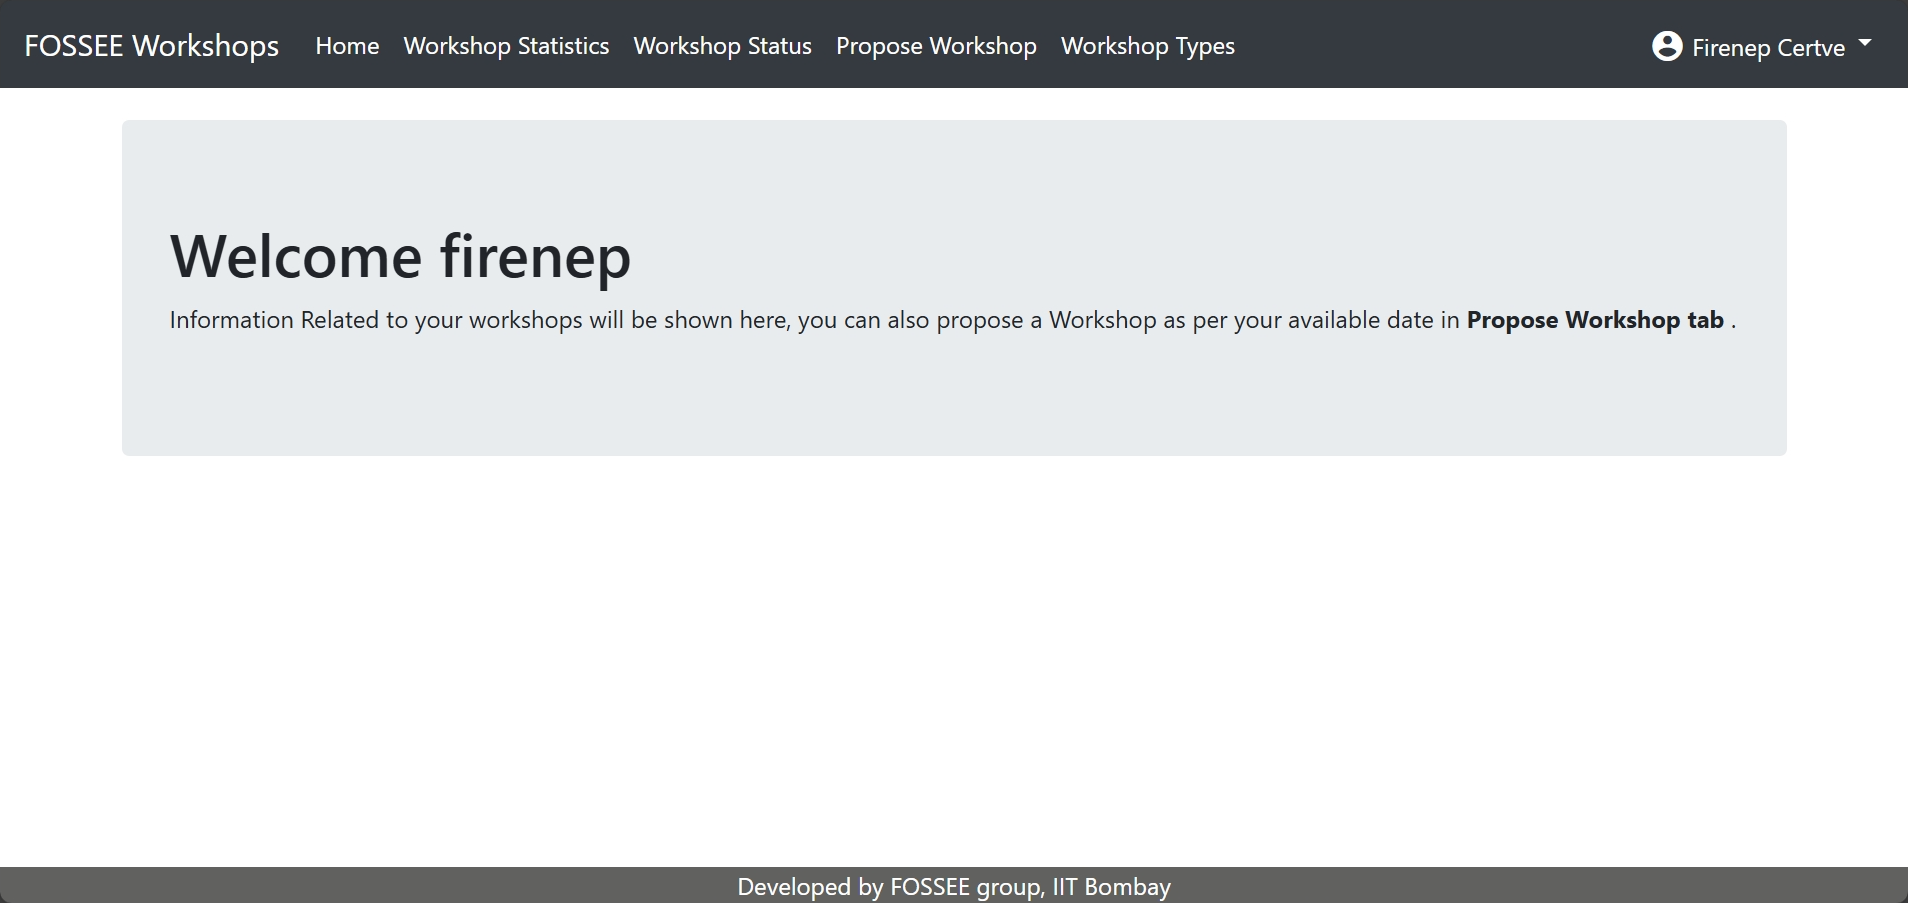 FOSSEE Workshops Home Workshop Statistics Workshop Status Propose Workshop Workshop Types Firenep Certve
Welcome firenep
Information Related to your workshops will be shown here, you can also propose a Workshop as per your available date in Propose Workshop tab .
Developed by FOSSEE group, IIT Bombay